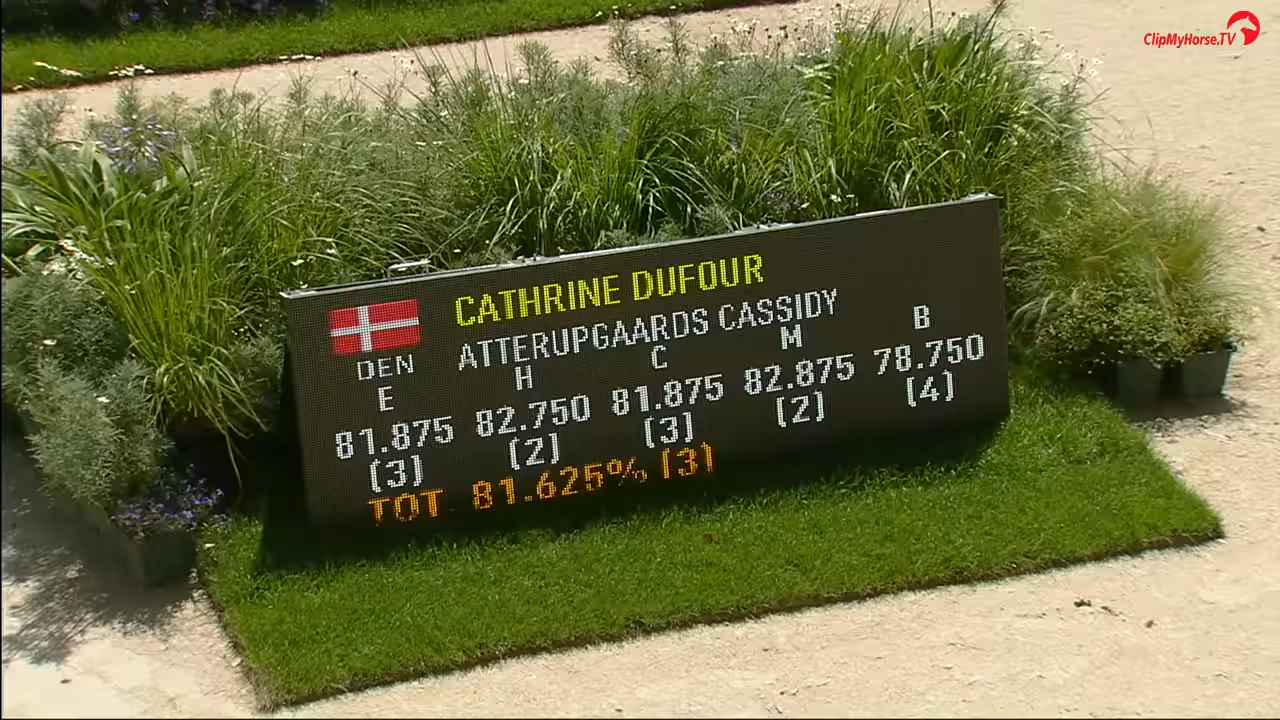 ClipMyHorse.TV
CATHRINE DUFOUR
DEN ATTERUPGAARDS CASSIDY
E H C M B
81.875 82.750 81.875 82.875 78.750
[3] [2] [3] [2] [4]
TOT 81.625% [3]